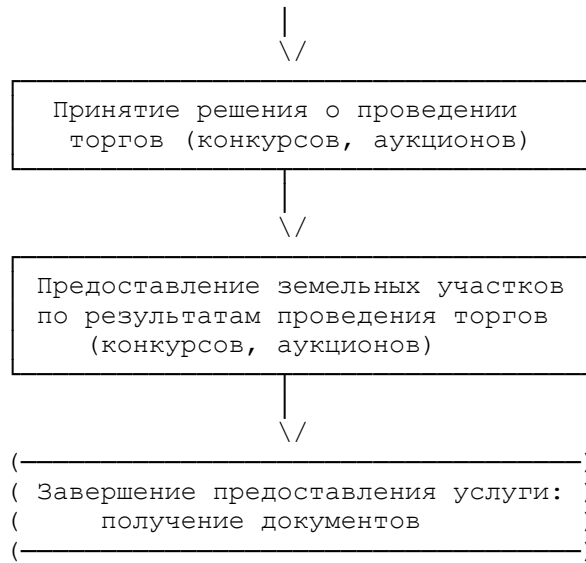 Принятие решения о проведении
торгов (конкурсов, аукционов)
Предоставление земельных участков
по результатам проведения торгов
(конкурсов, аукционов)
Завершение предоставления услуги:
получение документов